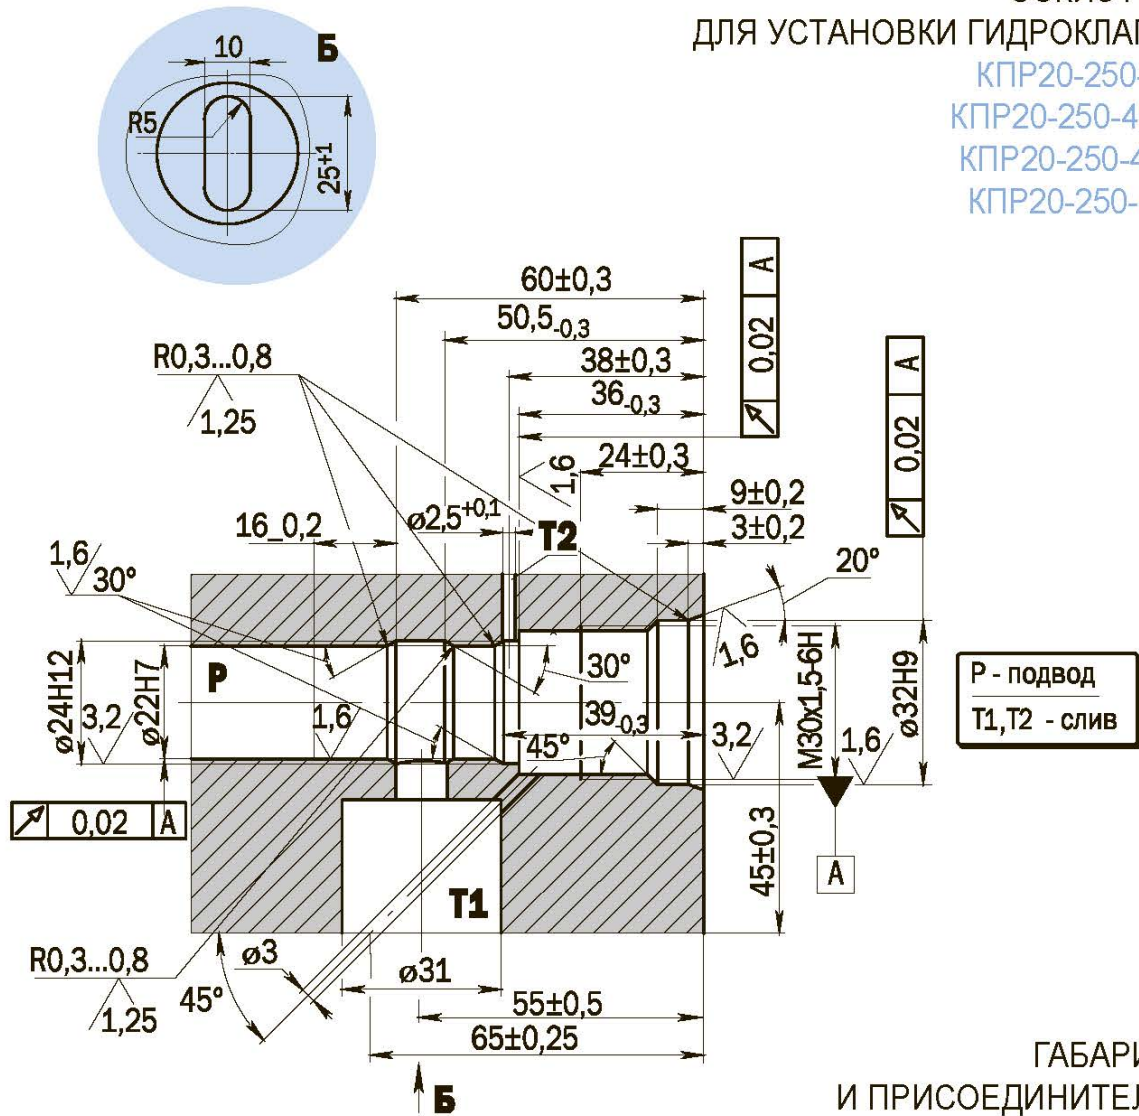 ДЛЯ УСТАНОВКИ
КПР20-250-
КПР20-250-4
КПР20-250-4
КПР20-250-
10
Б
R5
25+1
60±0,3
50,5-0,3
38±0,3
36-0,3
24±0,3
9±0,2
3±0,2
0,02 A
0,02 A
R0,3...0,8
1,25
1,6
ø2,5+0,1
16_0,2
T2
20°
1,6
30°
P
ø24H12
ø22H7
3,2
1,6
30°
39-0,3
45°
1,6
3,2
M30x1,5-6H
1,6
ø32H9
P - подвод
T1,T2 - слив
0,02 A
45±0,3
A
T1
R0,3...0,8
1,25
45°
ø3
ø31
55±0,5
65±0,25
Б
И